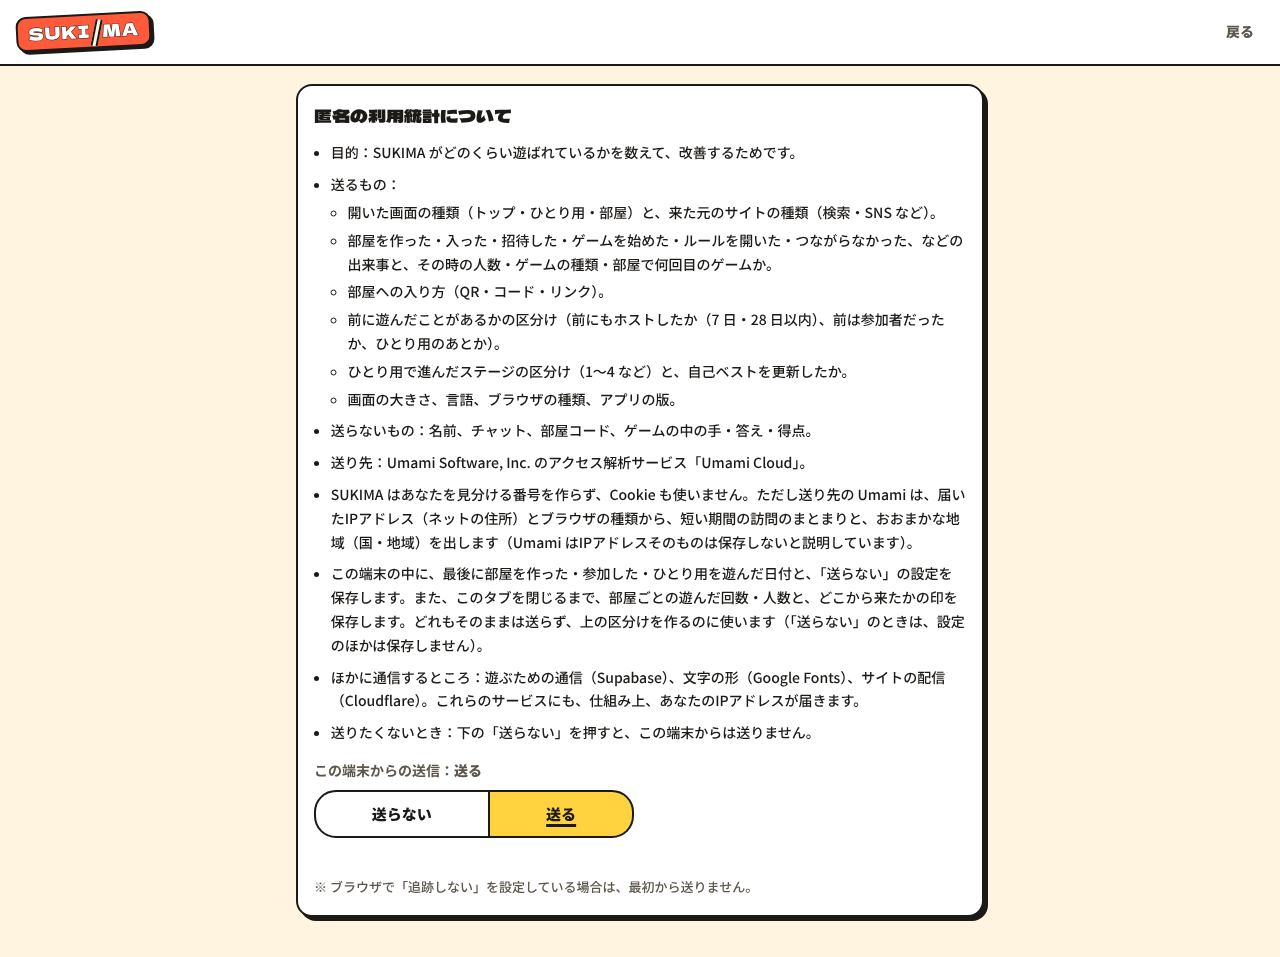 SUKI/MA
戻る
匿名の利用統計について
• 目的：SUKIMA がどのくらい遊ばれているかを数えて、改善するためです。
• 送るもの：
◦ 開いた画面の種類（トップ・ひとり用・部屋）と、来た元のサイトの種類（検索・SNS など）。
◦ 部屋を作った・入った・招待した・ゲームを始めた・ルールを開いた・つながらなかった、などの
出来事と、その時の人数・ゲームの種類・部屋で何回目のゲームか。
◦ 部屋への入り方（QR・コード・リンク）。
◦ 前に遊んだことがあるかの区分け（前にもホストしたか（7 日・28 日以内）、前は参加者だった
か、ひとり用のあとか）。
◦ ひとり用で進んだステージの区分け（1〜4 など）と、自己ベストを更新したか。
◦ 画面の大きさ、言語、ブラウザの種類、アプリの版。
• 送らないもの：名前、チャット、部屋コード、ゲームの中の手・答え・得点。
• 送り先：Umami Software, Inc. のアクセス解析サービス「Umami Cloud」。
• SUKIMA はあなたを見分ける番号を作らず、Cookie も使いません。ただし送り先の Umami は、届い
たIPアドレス（ネットの住所）とブラウザの種類から、短い期間の訪問のまとまりと、おおまかな地
域（国・地域）を出します（Umami はIPアドレスそのものは保存しないと説明しています）。
• この端末の中に、最後に部屋を作った・参加した・ひとり用を遊んだ日付と、「送らない」の設定を
保存します。また、このタブを閉じるまで、部屋ごとの遊んだ回数・人数と、どこから来たかの印を
保存します。どれもそのままは送らず、上の区分けを作るのに使います（「送らない」のときは、設定
のほかは保存しません）。
• ほかに通信するところ：遊ぶための通信（Supabase）、文字の形（Google Fonts）、サイトの配信
（Cloudflare）。これらのサービスにも、仕組み上、あなたのIPアドレスが届きます。
• 送りたくないとき：下の「送らない」を押すと、この端末からは送りません。
この端末からの送信：送る
送らない 送る
※ ブラウザで「追跡しない」を設定している場合は、最初から送りません。